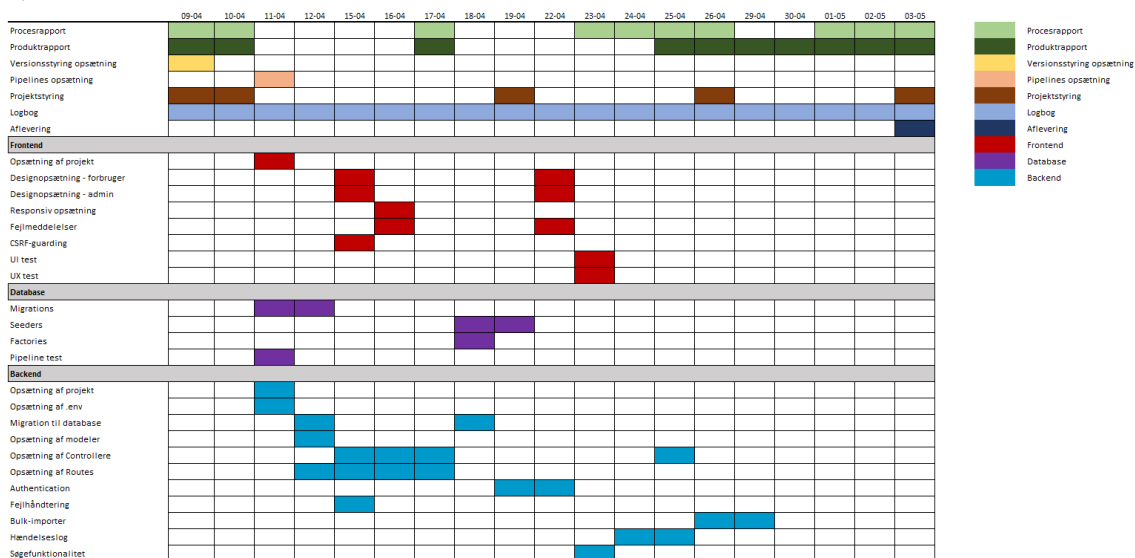 09-04 10-04 11-04 12-04 15-04 16-04 17-04 18-04 19-04 22-04 23-04 24-04 25-04 26-04 29-04 30-04 01-05 02-05 03-05
Procesrapport
Produktrapport
Versionsstyring opsætning
Pipelines opsætning
Projektstyring
Logbog
Aflevering
Frontend
Opsætning af projekt
Designopsætning - forbruger
Designopsætning - admin
Responsiv opsætning
Fejlmeddelelser
CSRF-guarding
UI test
UX test
Database
Migrations
Seeders
Factories
Pipeline test
Backend
Opsætning af projekt
Opsætning af .env
Migration til database
Opsætning af modeler
Opsætning af Controllere
Opsætning af Routes
Authentication
Fejlhåndtering
Bulk-importer
Hændelseslog
Søgefunktionalitet
Procesrapport
Produktrapport
Versionsstyring opsætning
Pipelines opsætning
Projektstyring
Logbog
Aflevering
Frontend
Database
Backend